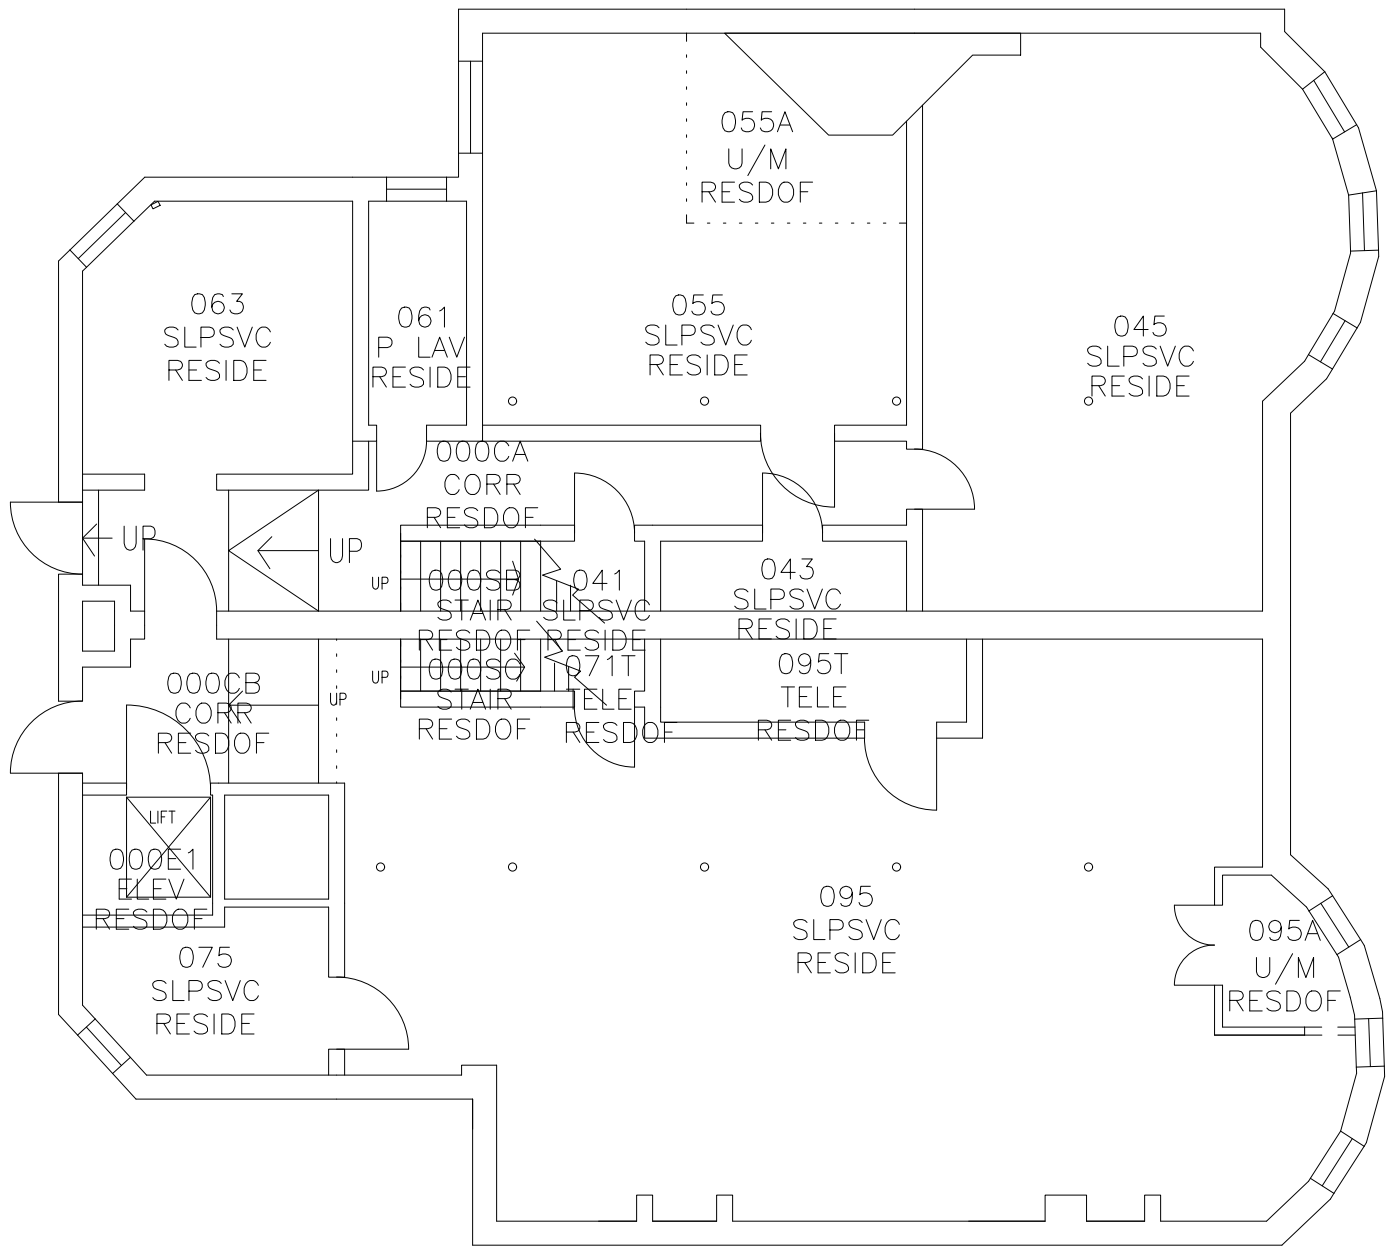 055A
U/M
RESDOF
063
SLPSVC
RESIDE
061
P LAV
RESIDE
055
SLPSVC
RESIDE
045
SLPSVC
RESIDE
000CA
CORR
RESDOF
UP
UP
UP
000SB
STAIR
RESDOF
041
SLPSVC
RESIDE
043
SLPSVC
RESIDE
UP
UP
000SC
STAIR
RESDOF
071T
TELE
RESDOF
095T
TELE
RESDOF
000CB
CORR
RESDOF
LIFT
000E1
ELEV
RESDOF
075
SLPSVC
RESIDE
095
SLPSVC
RESIDE
095A
U/M
RESDOF